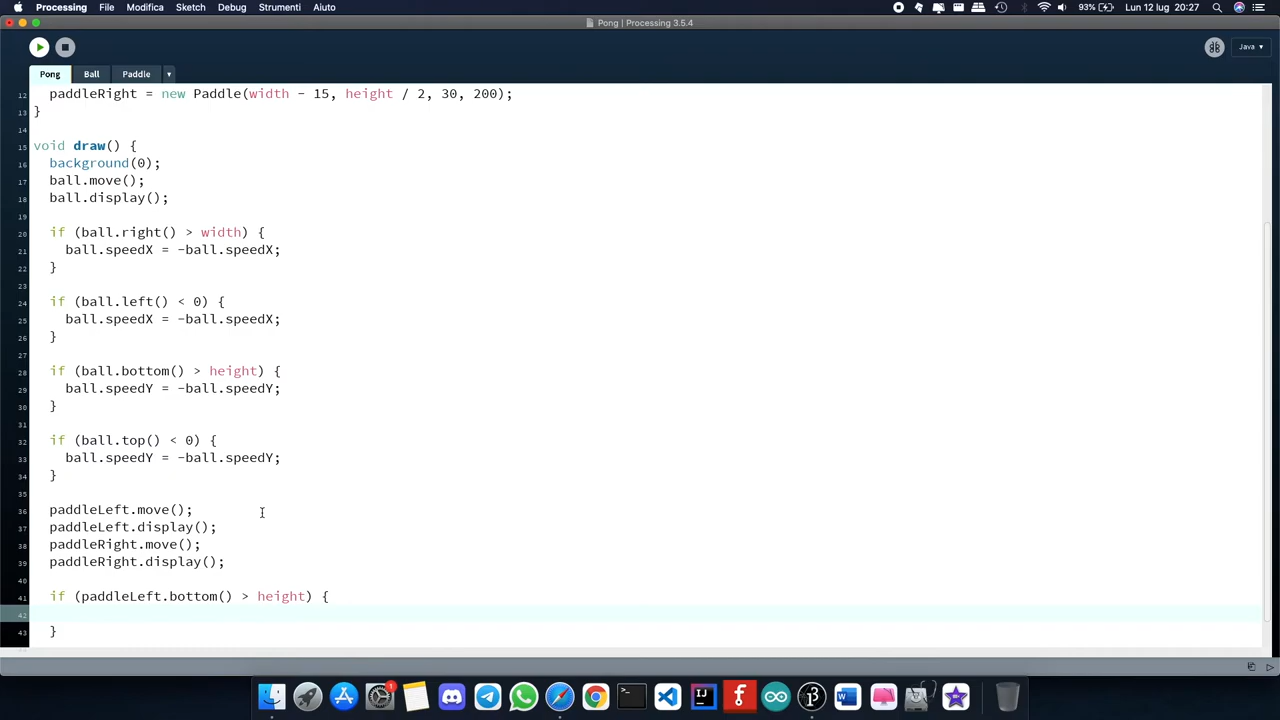 Processing File Modifica Sketch Debug Strumenti Aiuto 93% Lun 12 lug 20:27
Pong | Processing 3.5.4
Java ▾
Pong Ball Paddle ▾
12 paddleRight = new Paddle(width - 15, height / 2, 30, 200);
13 }
14
15 void draw() {
16 background(0);
17 ball.move();
18 ball.display();
19
20 if (ball.right() > width) {
21 ball.speedX = -ball.speedX;
22 }
23
24 if (ball.left() < 0) {
25 ball.speedX = -ball.speedX;
26 }
27
28 if (ball.bottom() > height) {
29 ball.speedY = -ball.speedY;
30 }
31
32 if (ball.top() < 0) {
33 ball.speedY = -ball.speedY;
34 }
35
36 paddleLeft.move();
37 paddleLeft.display();
38 paddleRight.move();
39 paddleRight.display();
40
41 if (paddleLeft.bottom() > height) {
42
43 }